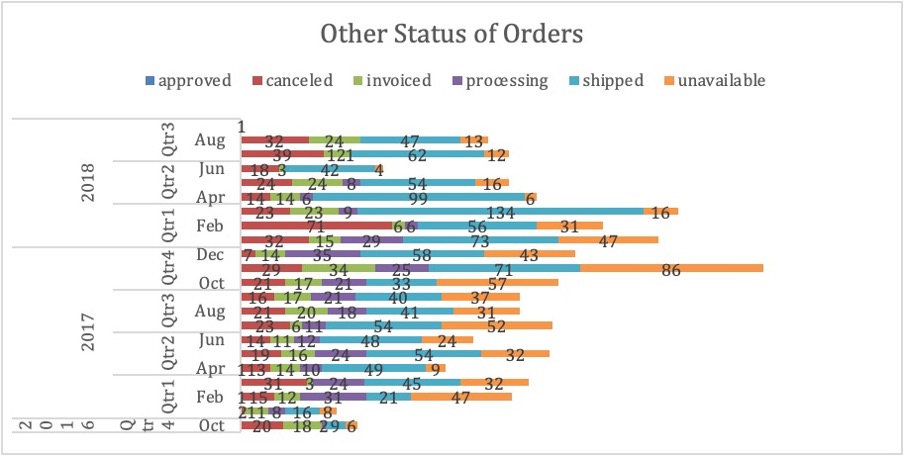 Other Status of Orders
approved canceled invoiced processing shipped unavailable
1
Aug 32 24 47 13
39 12 1 62 12
Jun 18 3 42 4
24 24 8 54 16
Apr 14 14 6 99 6
23 23 9 134 16
Feb 71 6 6 56 31
32 15 29 73 47
Dec 7 14 35 58 43
29 34 25 71 86
Oct 21 17 21 33 57
16 17 21 40 37
Aug 21 20 18 41 31
23 6 11 54 52
Jun 14 11 12 48 24
19 16 24 54 32
Apr 1 13 14 10 49 9
31 3 24 45 32
Feb 1 15 12 31 21 47
2 11 8 16 8
Oct 20 18 2 9 6
Qtr3
Qtr2
Qtr1
2018
Qtr4
Qtr3
Qtr2
Qtr1
2017
Qtr4
2016